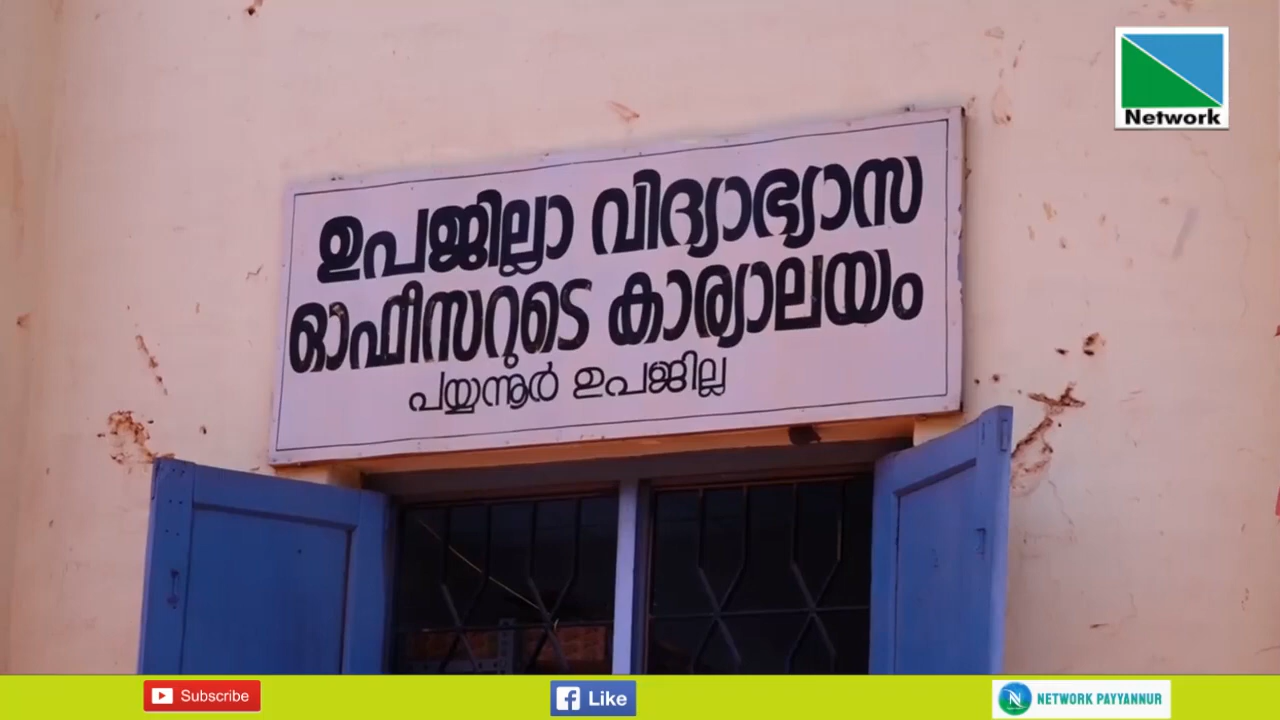 Network
ഉപജില്ലാ വിദ്യാഭ്യാസ
ഓഫീസറുടെ കാര്യാലയം
പയ്യന്നൂർ ഉപജില്ല
Subscribe
Like
NETWORK PAYYANNUR